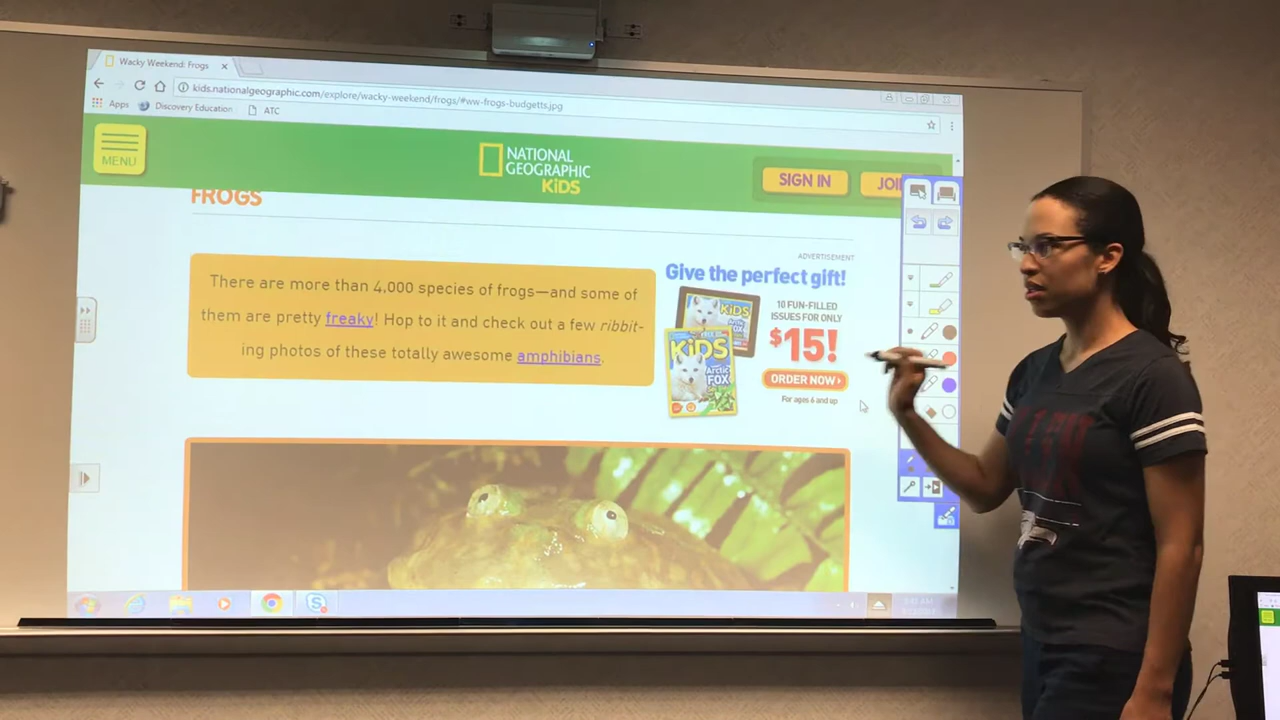 Wacky Weekend: Frogs
kids.nationalgeographic.com/explore/wacky-weekend/frogs/#ww-frogs-budgetts.jpg
Apps Discovery Education ATC
MENU
NATIONAL
GEOGRAPHIC
KiDS
SIGN IN
JOI
FROGS
ADVERTISEMENT
There are more than 4,000 species of frogs—and some of
them are pretty freaky! Hop to it and check out a few ribbit-
ing photos of these totally awesome amphibians.
Give the perfect gift!
10 FUN-FILLED
ISSUES FOR ONLY
$15!
ORDER NOW
For ages 6 and up
KiDS
KiDS
Arctic
FOX